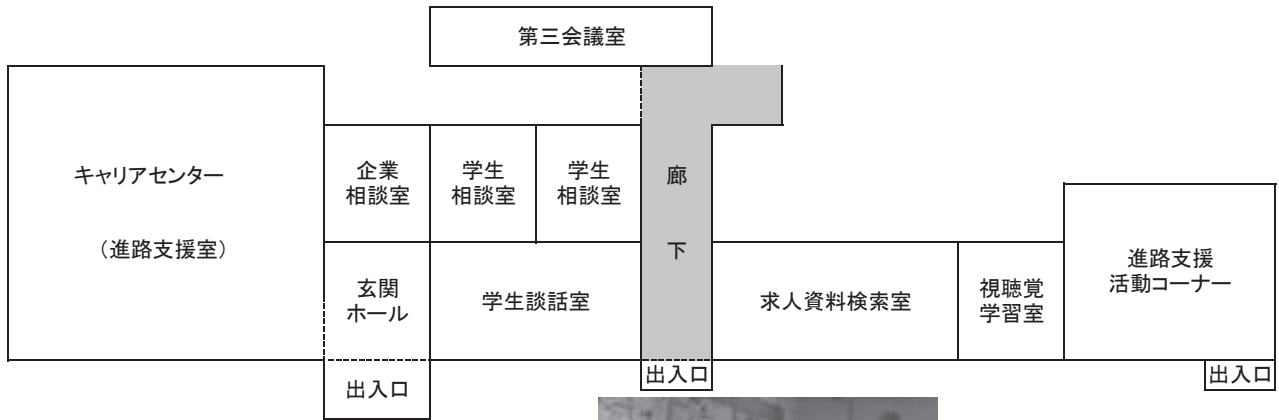 第三会議室
キャリアセンター
（進路支援室）
企業
相談室
学生
相談室
学生
相談室
廊
下
玄関
ホール
学生談話室
求人資料検索室
視聴覚
学習室
進路支援
活動コーナー
出入口
出入口
出入口